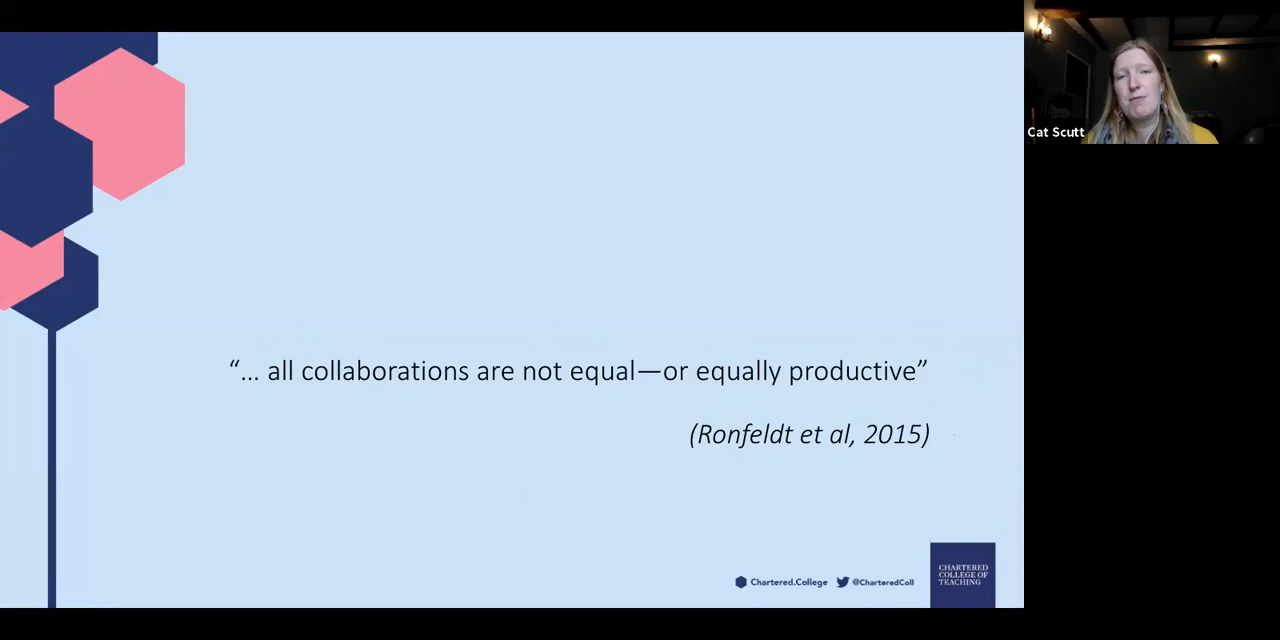 Cat Scutt
“... all collaborations are not equal—or equally productive”
(Ronfeldt et al, 2015)
Chartered.College @CharteredColl
CHARTERED
COLLEGE OF
TEACHING